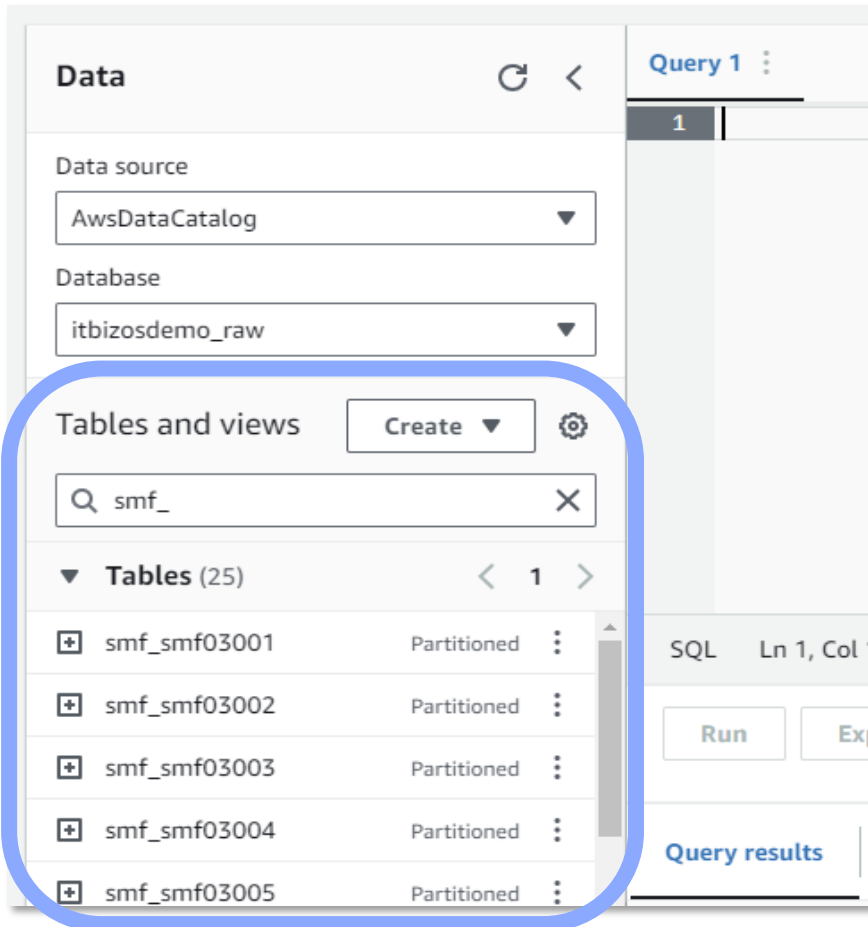 Data
Data source
AwsDataCatalog
Database
itbizosdemo_raw
Tables and views
Create
smf_
Tables (25)
1
smf_smf03001 Partitioned
smf_smf03002 Partitioned
smf_smf03003 Partitioned
smf_smf03004 Partitioned
smf_smf03005 Partitioned
Query 1
1
SQL Ln 1, Col
Run
Query results